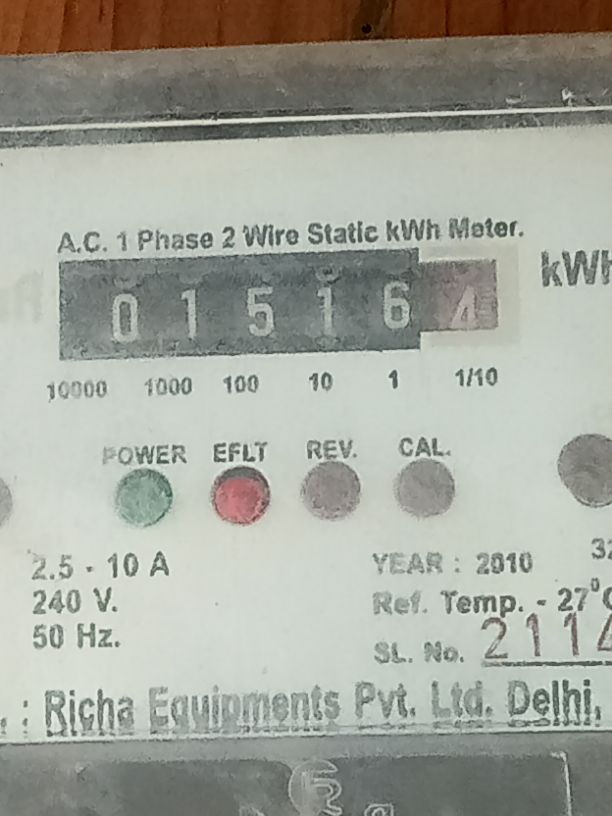 A.C. 1 Phase 2 Wire Static kWh Meter.
kWh
0 1 5 1 6 4
10000 1000 100 10 1 1/10
POWER EFLT REV. CAL.
2.5 - 10 A
240 V.
50 Hz.
32
YEAR : 2010
Ref. Temp. - 27°C
SL. No. 2114
: Richa Equipments Pvt. Ltd. Delhi,